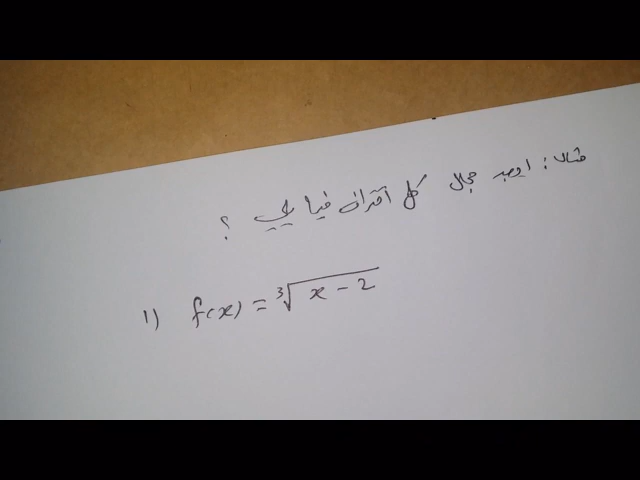 مثال: اوجد مجال كل اقتران فيما يلي ؟
1) f(x) = ∛(x - 2)